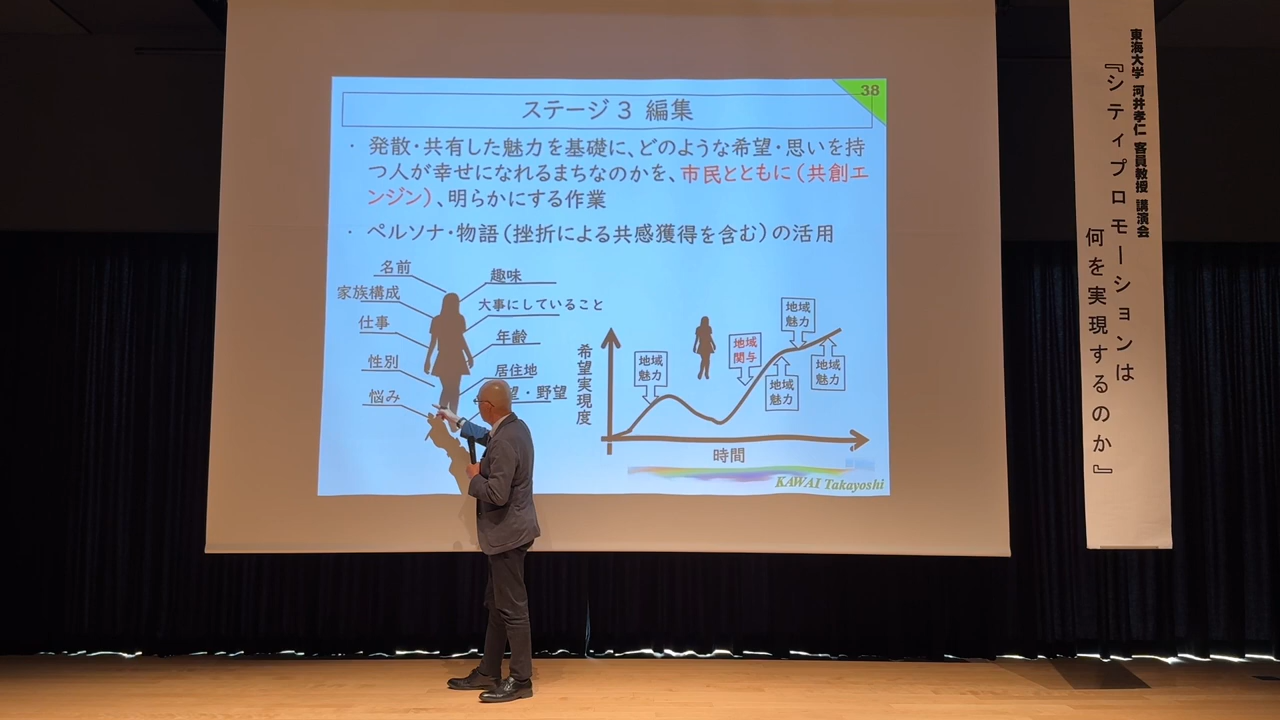 38
ステージ3 編集
・ 発散・共有した魅力を基礎に、どのような希望・思いを持
つ人が幸せになれるまちなのかを、市民とともに(共創エ
ンジン)、明らかにする作業
・ ペルソナ・物語(挫折による共感獲得を含む)の活用
名前
家族構成
仕事
性別
悩み
趣味
大事にしていること
年齢
居住地
望・野望
希望実現度
時間
地域
魅力
地域
関与
地域
魅力
地域
魅力
地域
魅力
KAWAI Takayoshi
東海大学 河井孝仁 客員教授 講演会
『シティプロモーションは
何を実現するのか』